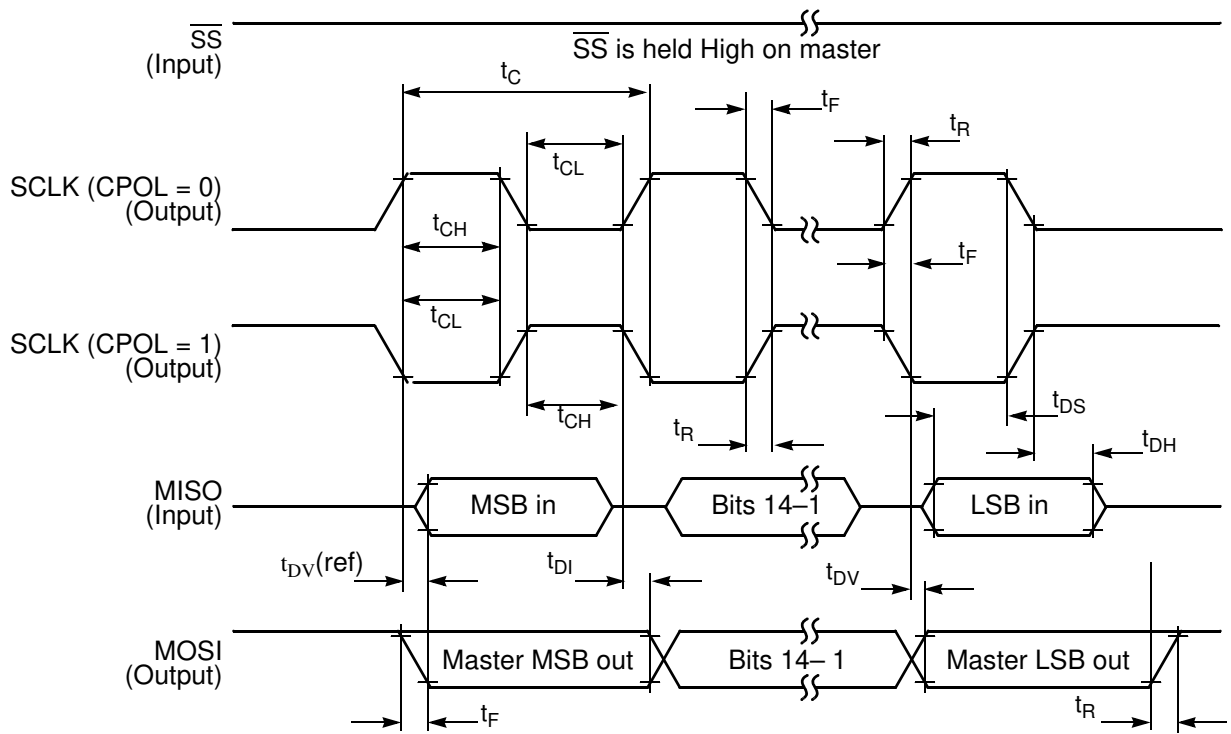 SS
(Input)
SS is held High on master
tC
tF
tR
tCL
SCLK (CPOL = 0)
(Output)
tCH
tF
tCL
SCLK (CPOL = 1)
(Output)
tCH
tR
tDS
tDH
MISO
(Input)
MSB in
Bits 14–1
LSB in
tDV(ref)
tDI
tDV
MOSI
(Output)
Master MSB out
Bits 14– 1
Master LSB out
tF
tR